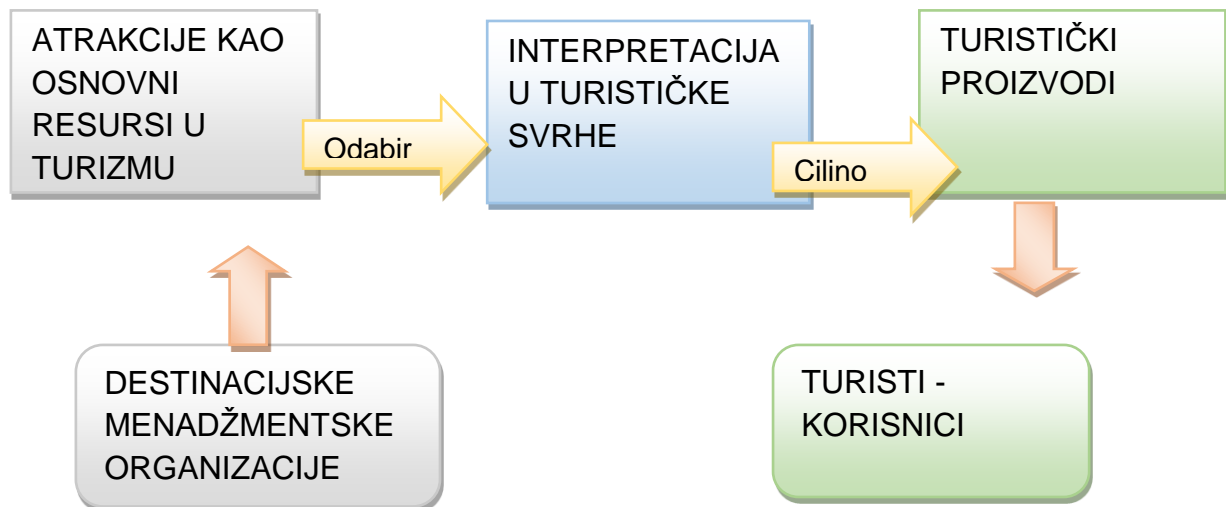 ATRAKCIJE KAO
OSNOVNI
RESURSI U
TURIZMU
Odabir
INTERPRETACIJA
U TURISTIČKE
SVRHE
Cilino
TURISTIČKI
PROIZVODI
DESTINACIJSKE
MENADŽMENTSKE
ORGANIZACIJE
TURISTI -
KORISNICI